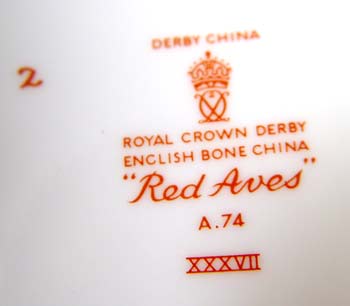 DERBY CHINA
2
ROYAL CROWN DERBY
ENGLISH BONE CHINA
"Red Aves"
A.74
XXXVII